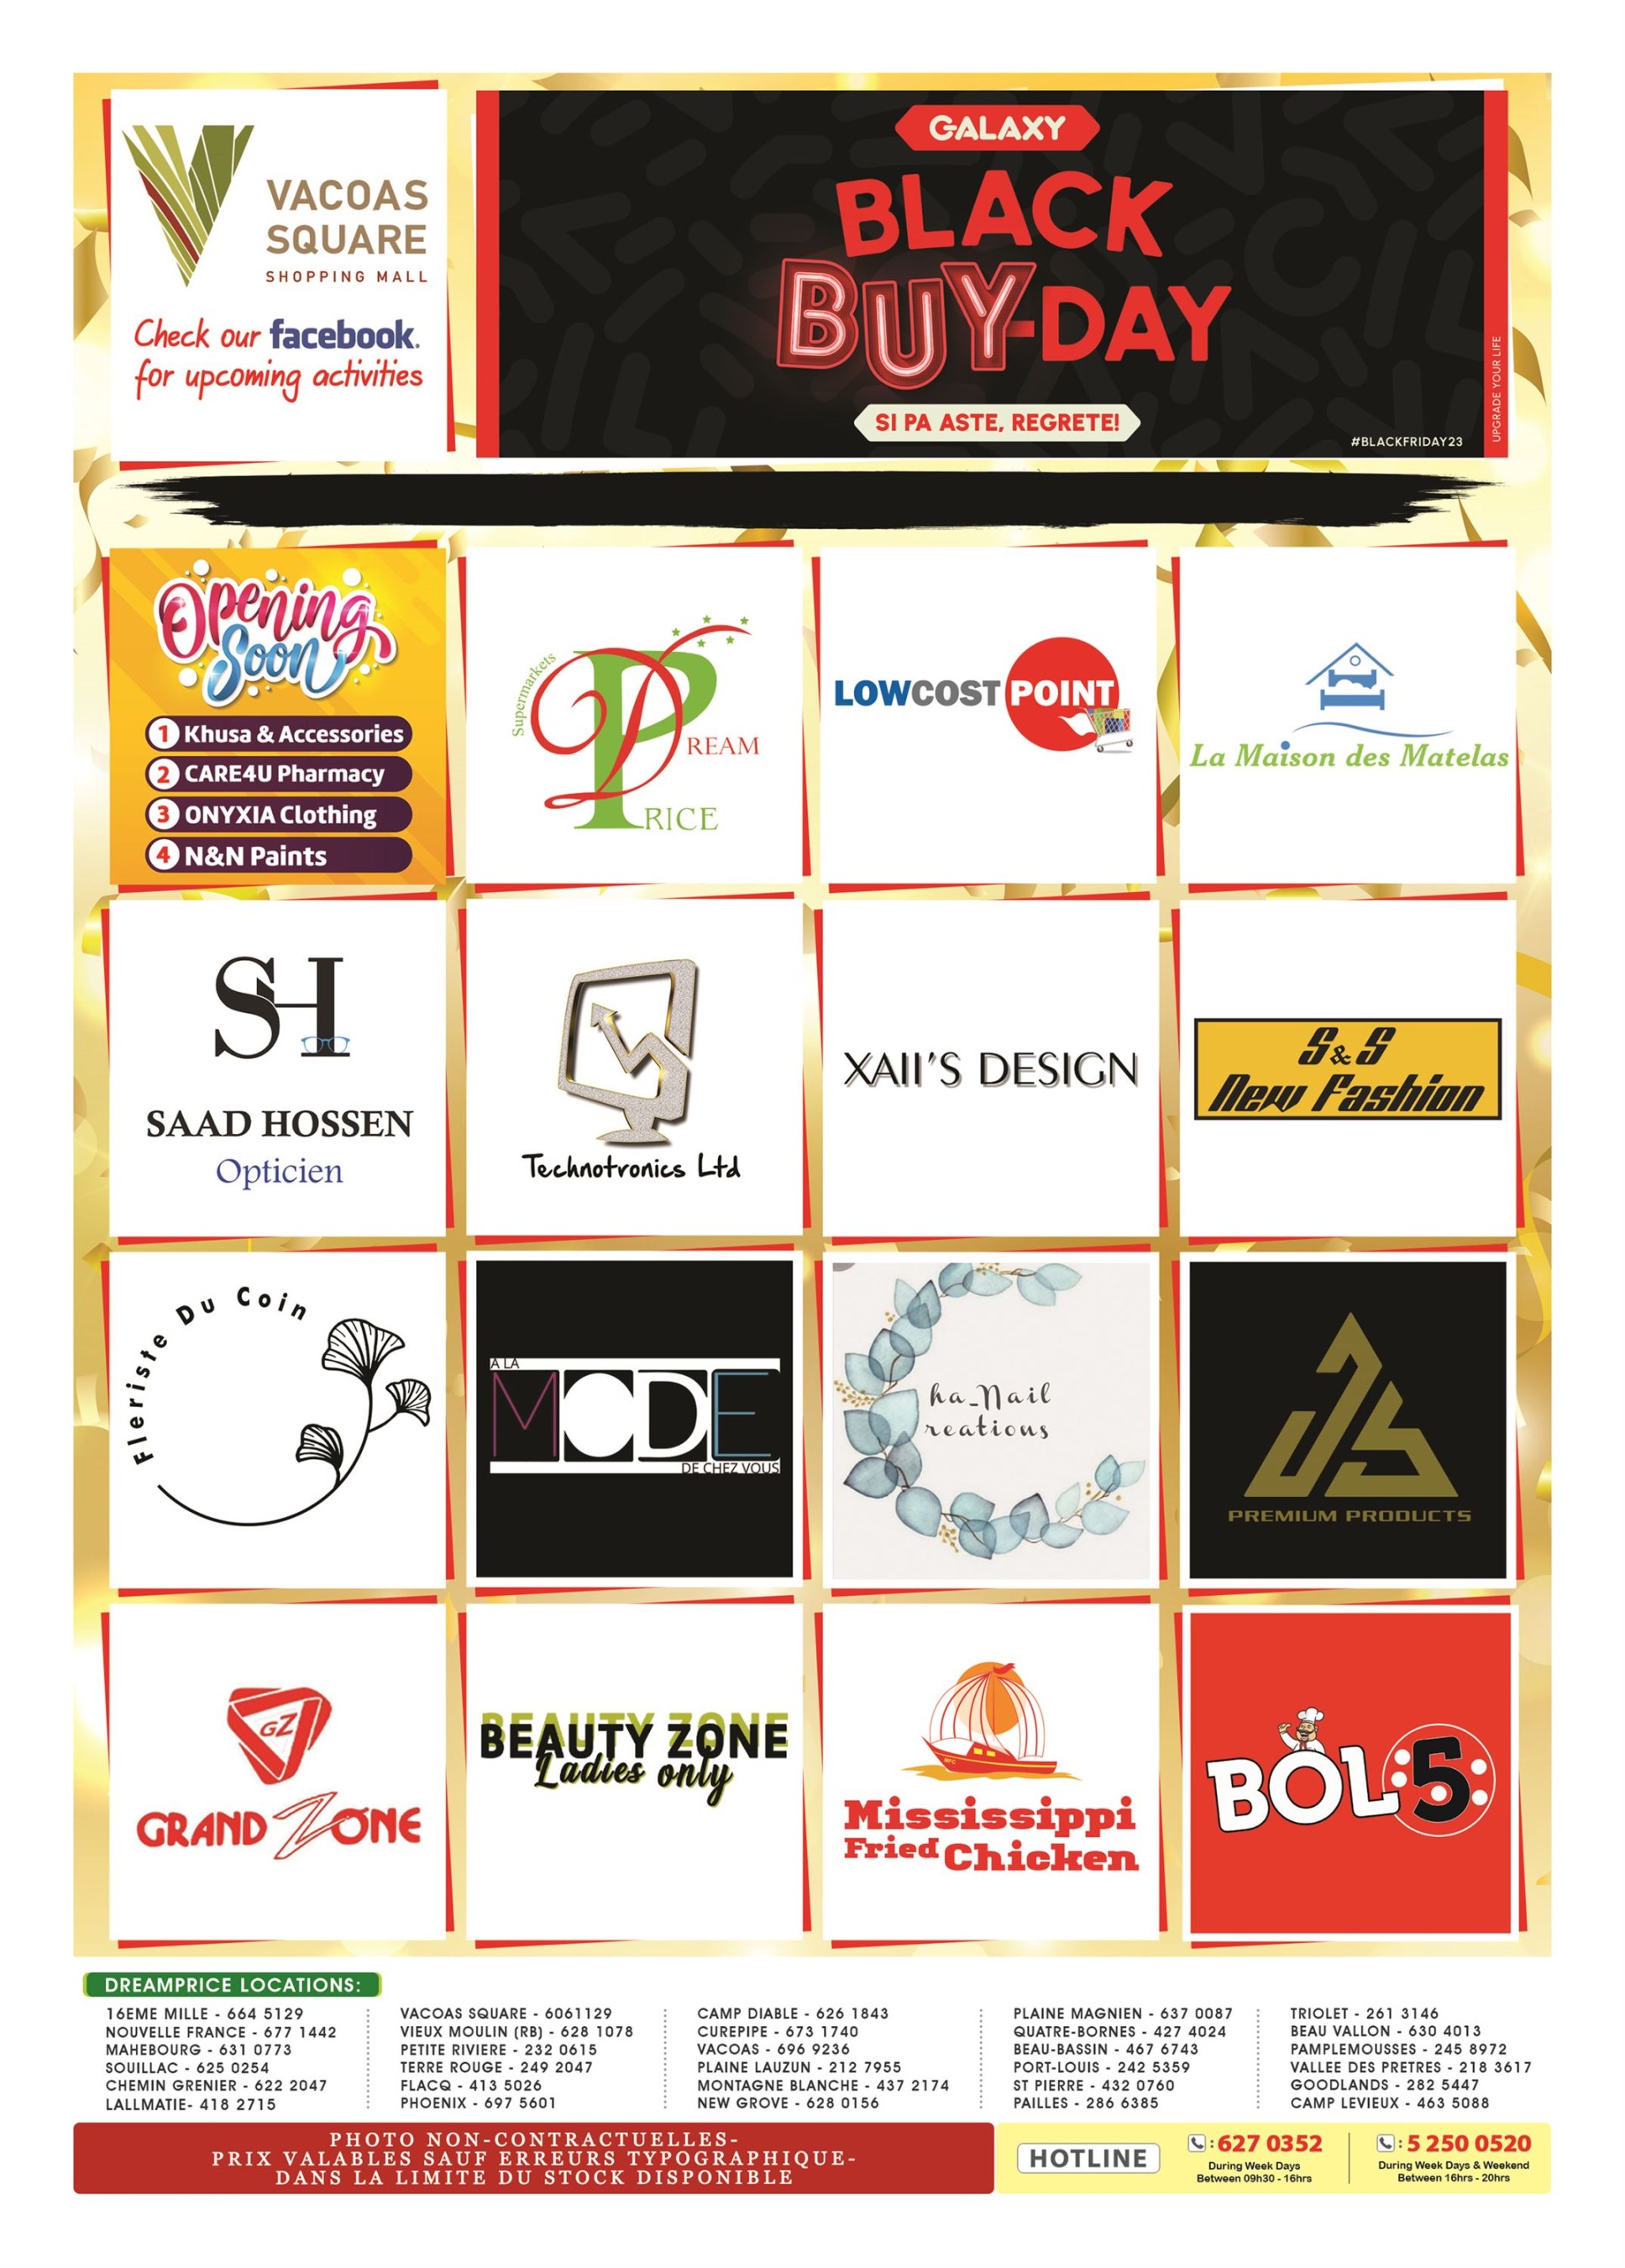 VACOAS
SQUARE
SHOPPING MALL
Check our facebook.
for upcoming activities
GALAXY
BLACK
BUY-DAY
SI PA ASTE, REGRETE!
#BLACKFRIDAY23
UPGRADE YOUR LIFE
Opening
Soon
1 Khusa & Accessories
2 CARE4U Pharmacy
3 ONYXIA Clothing
4 N&N Paints
Supermarkets
DREAM
PRICE
LOWCOST POINT
La Maison des Matelas
SH
SAAD HOSSEN
Opticien
Technotronics Ltd
XAII'S DESIGN
S&S
New Fashion
Fleriste Du Coin
A LA
MODE
DE CHEZ VOUS
ha_Nail
reations
JS
PREMIUM PRODUCTS
GZ
GRAND ZONE
BEAUTY ZONE
Ladies only
Mississippi
Fried Chicken
BOL 5
DREAMPRICE LOCATIONS:
16EME MILLE - 664 5129
NOUVELLE FRANCE - 677 1442
MAHEBOURG - 631 0773
SOUILLAC - 625 0254
CHEMIN GRENIER - 622 2047
LALLMATIE- 418 2715
VACOAS SQUARE - 6061129
VIEUX MOULIN (RB) - 628 1078
PETITE RIVIERE - 232 0615
TERRE ROUGE - 249 2047
FLACQ - 413 5026
PHOENIX - 697 5601
CAMP DIABLE - 626 1843
CUREPIPE - 673 1740
VACOAS - 696 9236
PLAINE LAUZUN - 212 7955
MONTAGNE BLANCHE - 437 2174
NEW GROVE - 628 0156
PLAINE MAGNIEN - 637 0087
QUATRE-BORNES - 427 4024
BEAU-BASSIN - 467 6743
PORT-LOUIS - 242 5359
ST PIERRE - 432 0760
PAILLES - 286 6385
TRIOLET - 261 3146
BEAU VALLON - 630 4013
PAMPLEMOUSSES - 245 8972
VALLEE DES PRETRES - 218 3617
GOODLANDS - 282 5447
CAMP LEVIEUX - 463 5088
PHOTO NON-CONTRACTUELLES-
PRIX VALABLES SAUF ERREURS TYPOGRAPHIQUE-
DANS LA LIMITE DU STOCK DISPONIBLE
HOTLINE
: 627 0352
During Week Days
Between 09h30 - 16hrs
: 5 250 0520
During Week Days & Weekend
Between 16hrs - 20hrs